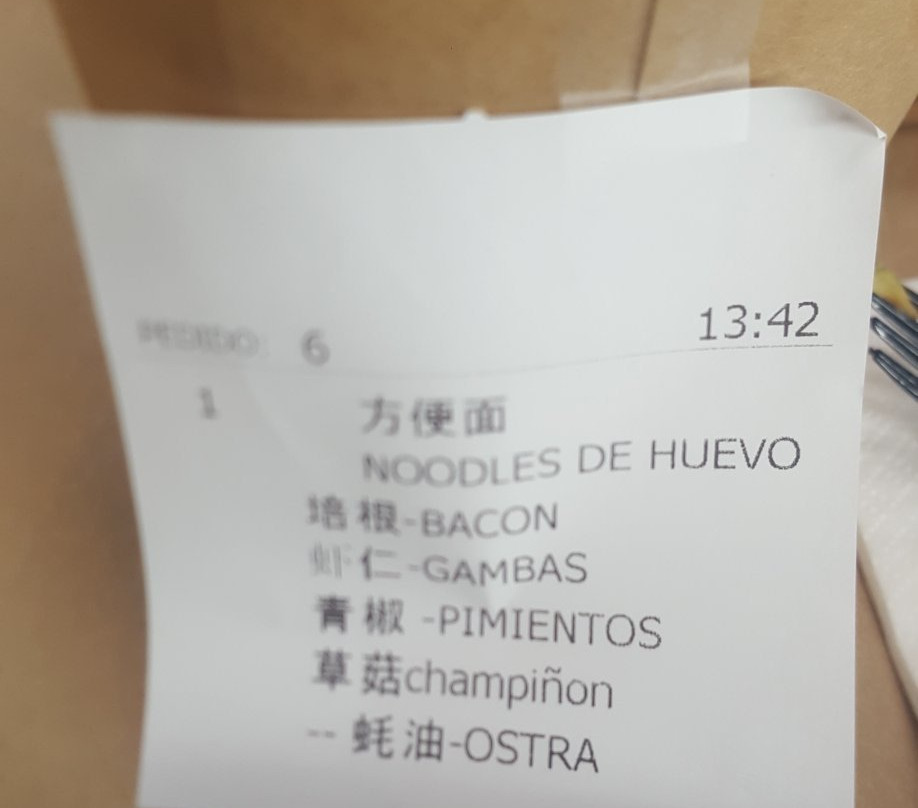 PEDIDO: 6 13:42
1 方便面
NOODLES DE HUEVO
培根-BACON
虾仁-GAMBAS
青椒 -PIMIENTOS
草菇champiñon
-- 蚝油-OSTRA